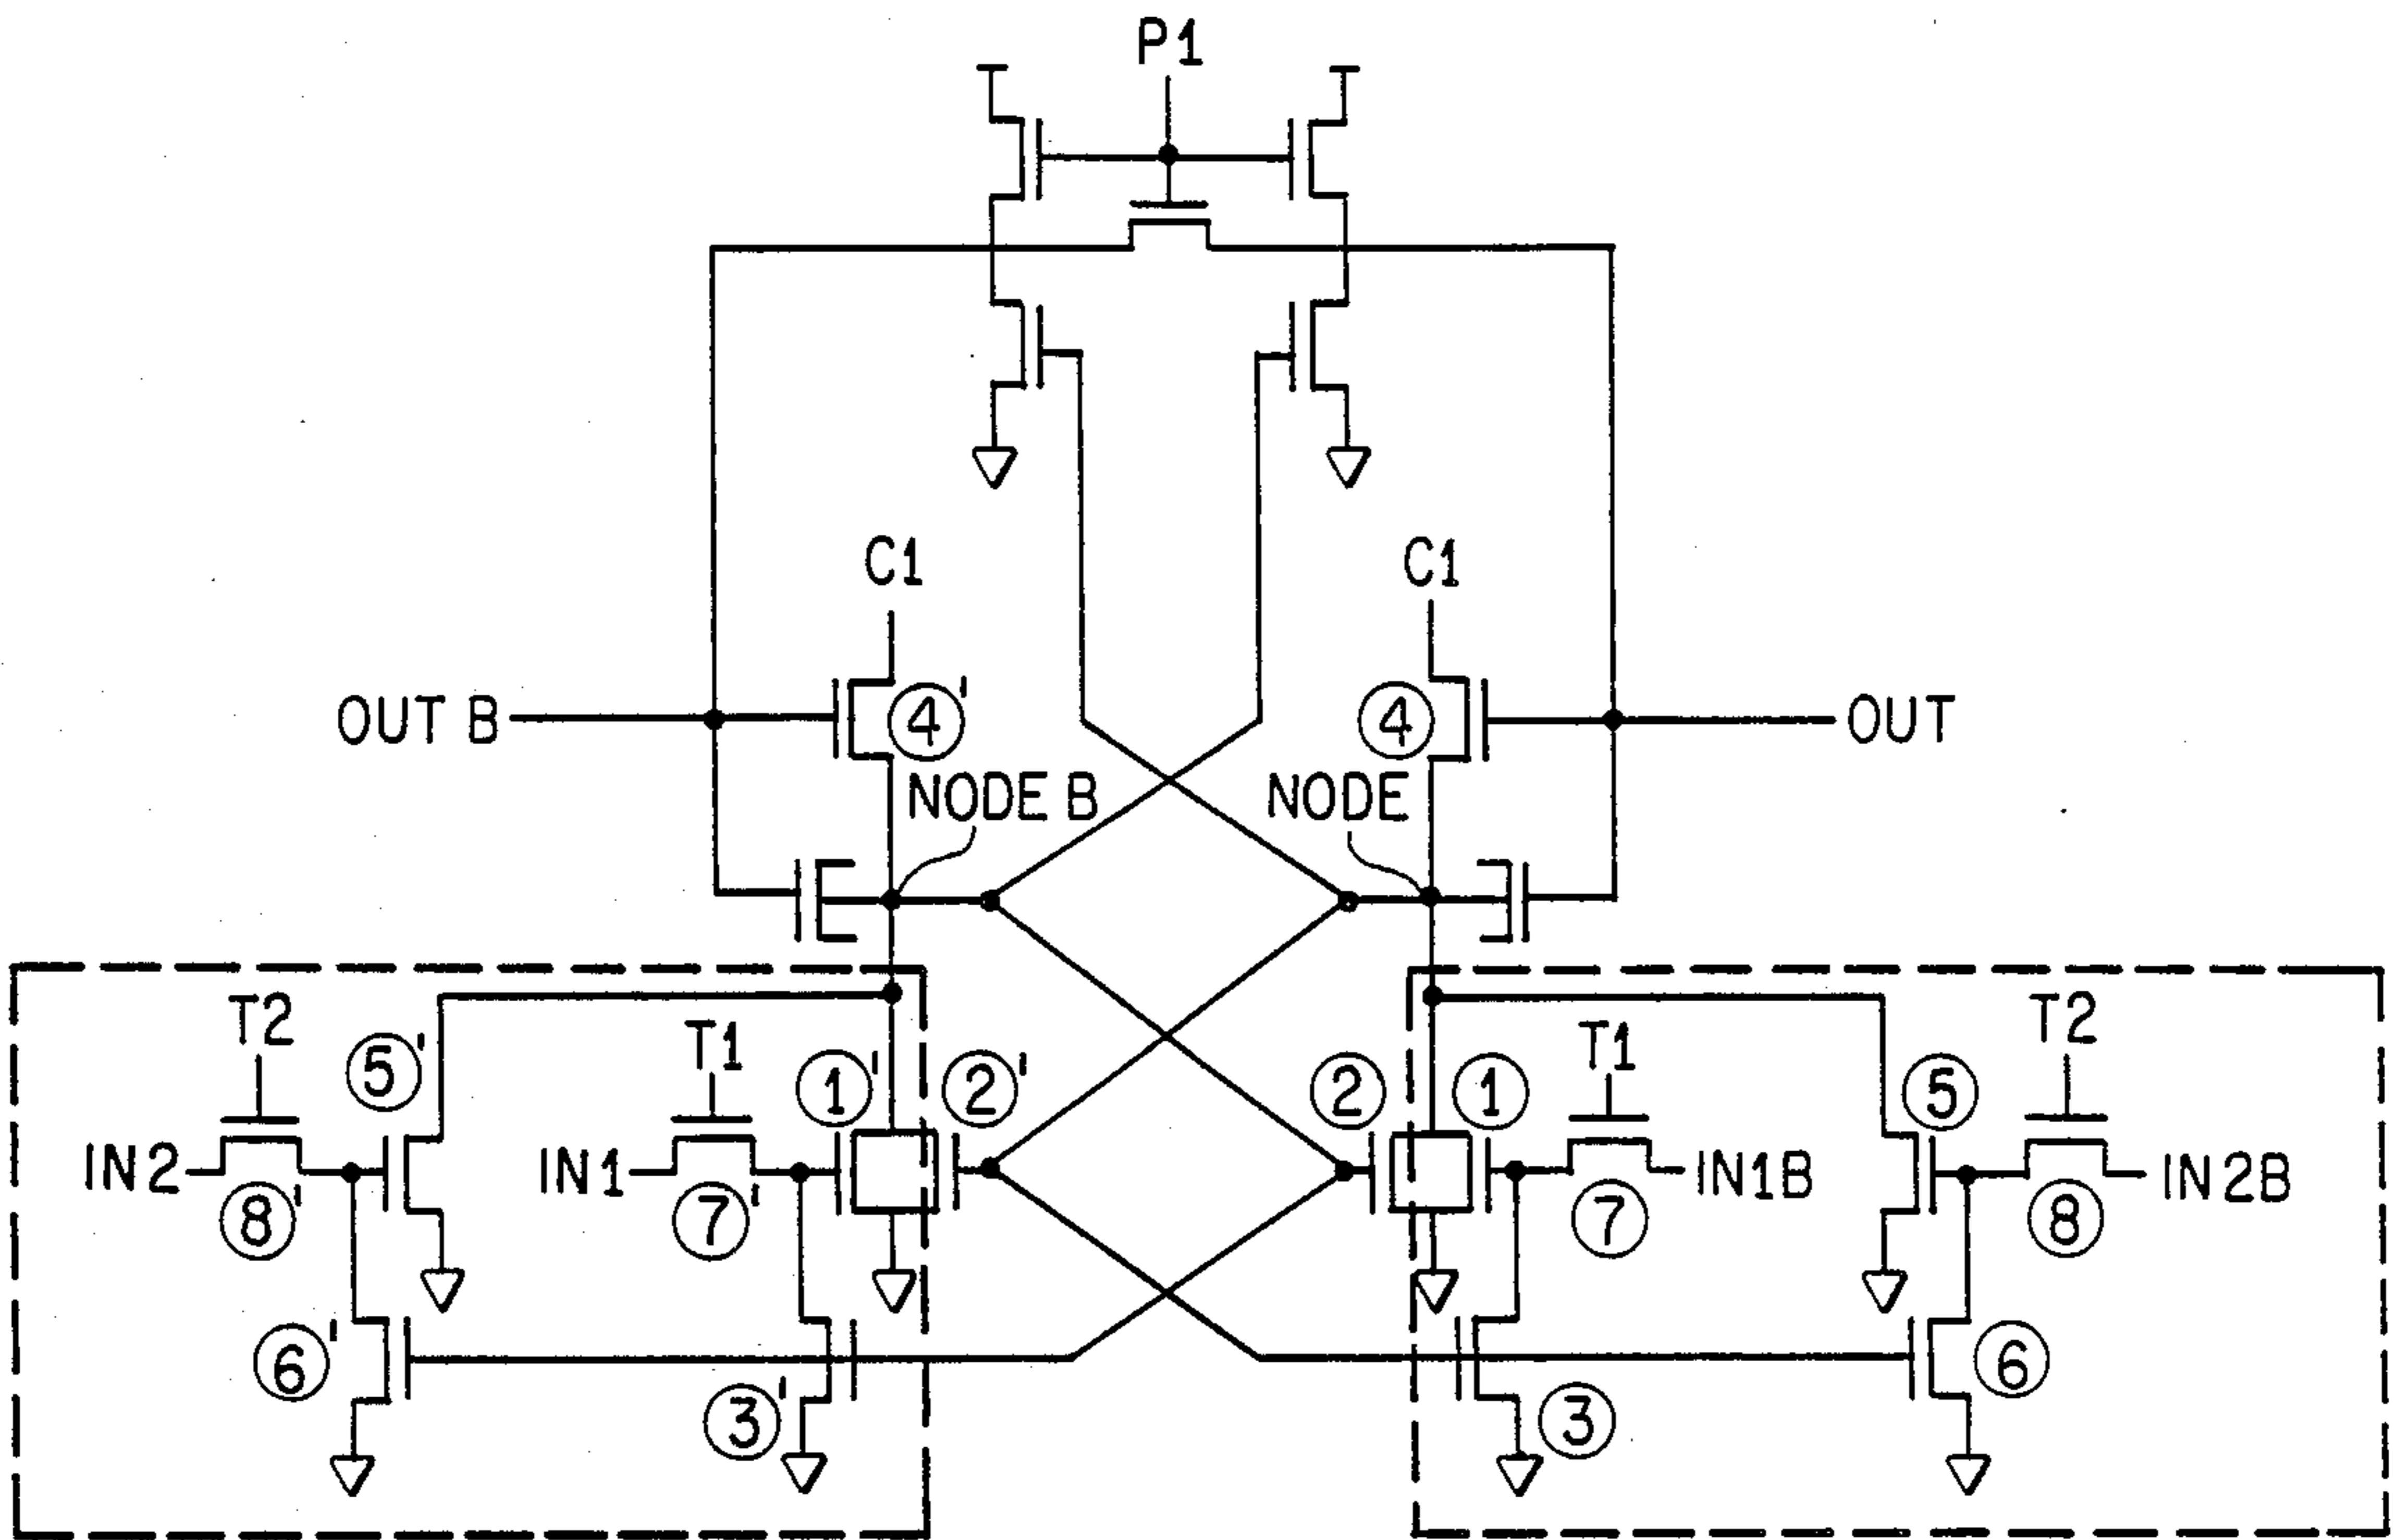 P1
C1 C1
OUT B ④' ④ OUT
NODE B NODE
T2 ⑤' T1 ①' ②' ② ① T1 ⑤ T2
IN2 ⑧' IN1 ⑦' ⑦ IN1B ⑧ IN2B
⑥' ③' ③ ⑥